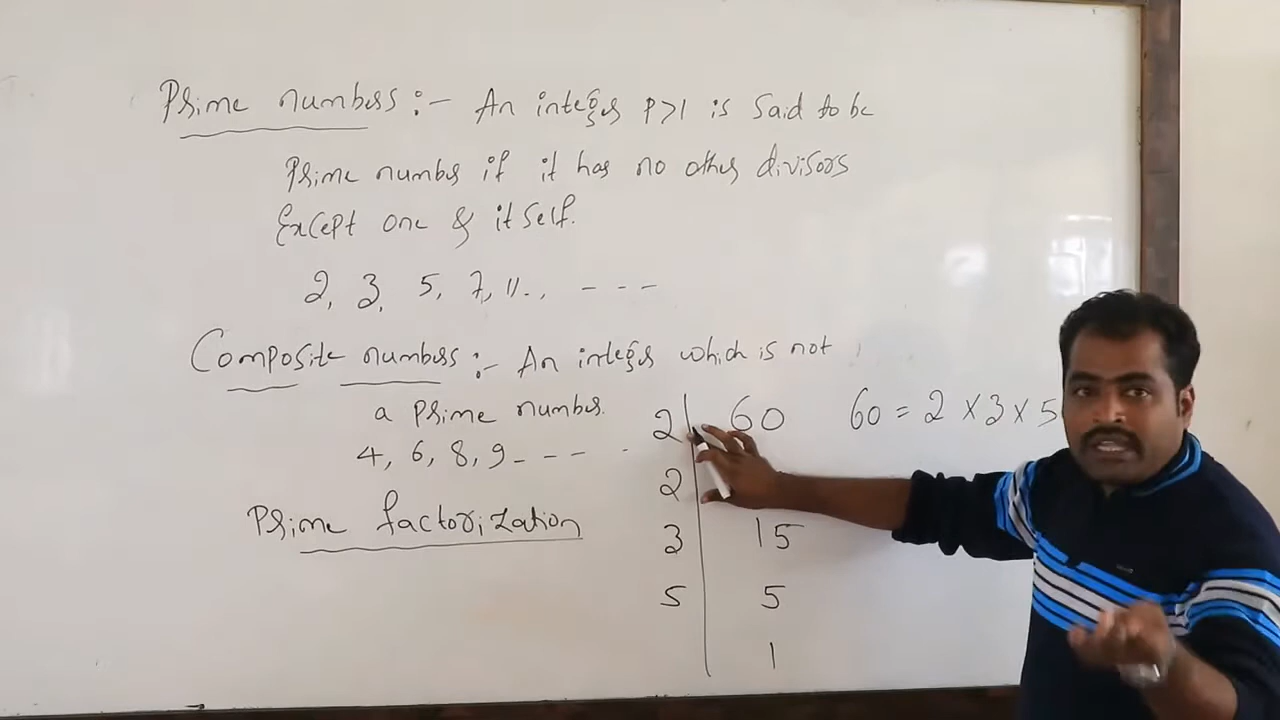 Prime numbers :- An integer P>1 is said to be
Prime number if it has no other divisors
Except one & itself.
2, 3, 5, 7, 11.., - - -
Composite numbers :- An integer which is not
a Prime number.
4, 6, 8, 9 - - - -
Prime factorization
2 | 60
2
3 | 15
5 | 5
1
60 = 2 × 3 × 5